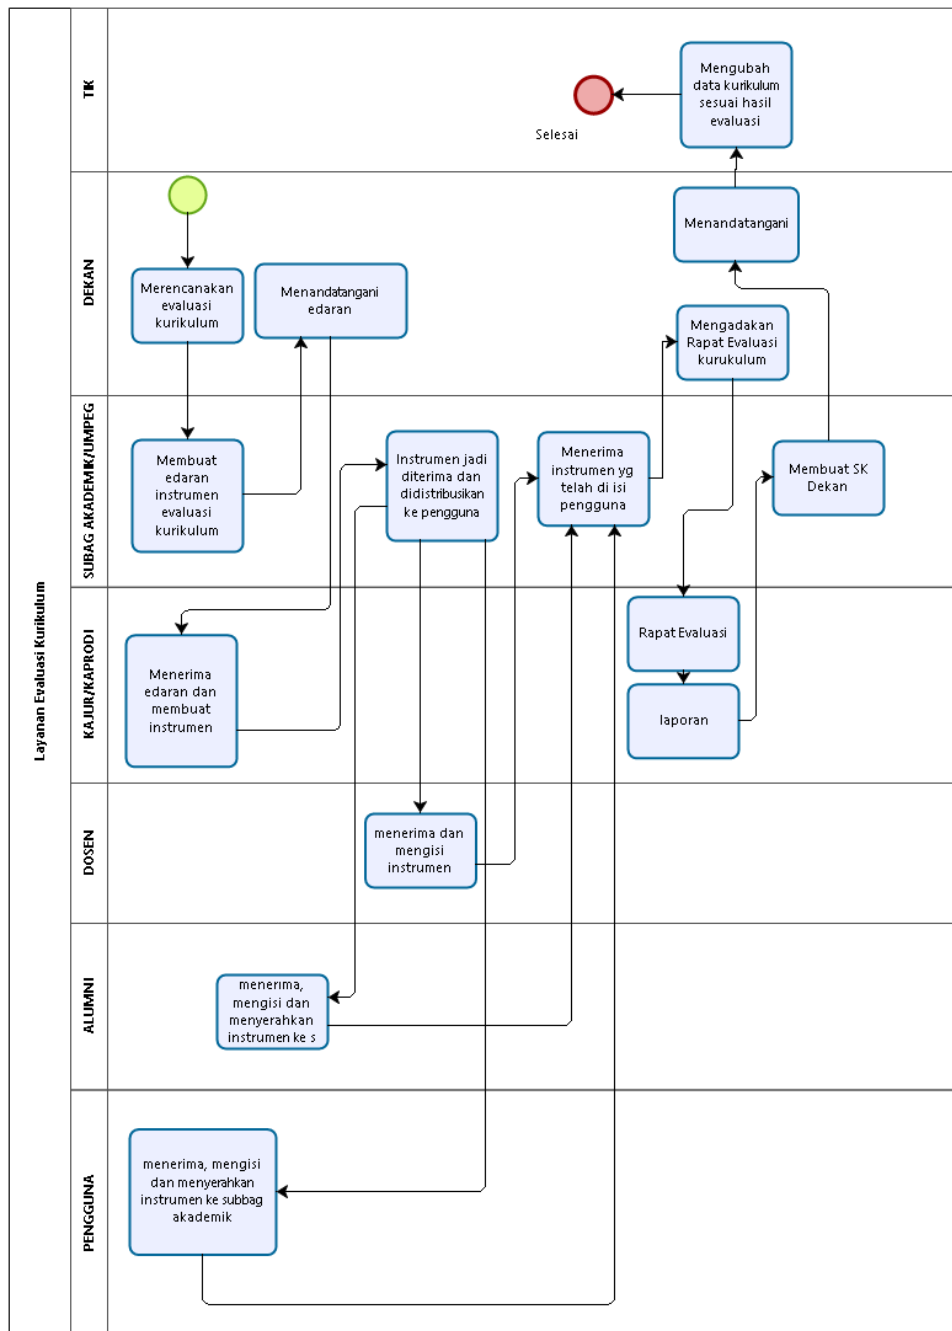 Layanan Evaluasi Kurikulum
TIK
Mengubah
data kurikulum
sesuai hasil
evaluasi
Selesai
DEKAN
Menandatangani
Merencanakan
evaluasi
kurikulum
Menandatangani
edaran
Mengadakan
Rapat Evaluasi
kurukulum
SUBAG AKADEMIK/UMPEG
Membuat
edaran
instrumen
evaluasi
kurikulum
Instrumen jadi
diterima dan
didistribusikan
ke pengguna
Menerima
instrumen yg
telah di isi
pengguna
Membuat SK
Dekan
KAJUR/KAPRODI
Menerima
edaran dan
membuat
instrumen
Rapat Evaluasi
laporan
DOSEN
menerima dan
mengisi
instrumen
ALUMNI
menerima,
mengisi dan
menyerahkan
instrumen ke s
PENGGUNA
menerima, mengisi
dan menyerahkan
instrumen ke subbag
akademik